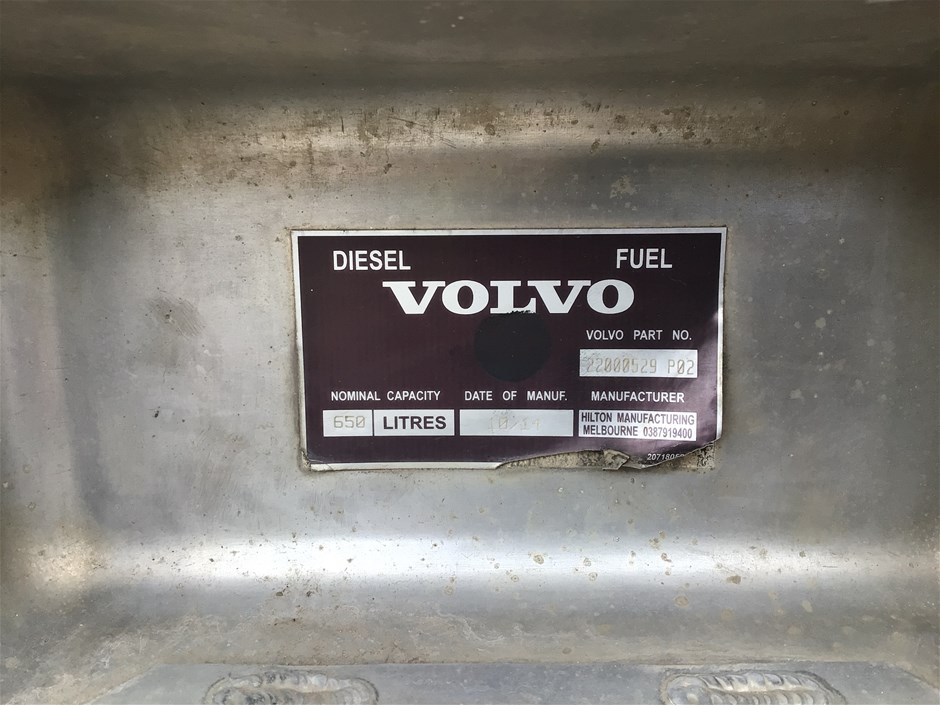 DIESEL FUEL
VOLVO
VOLVO PART NO.
22000529 P02
NOMINAL CAPACITY DATE OF MANUF. MANUFACTURER
650 LITRES HILTON MANUFACTURING
MELBOURNE 0387919400